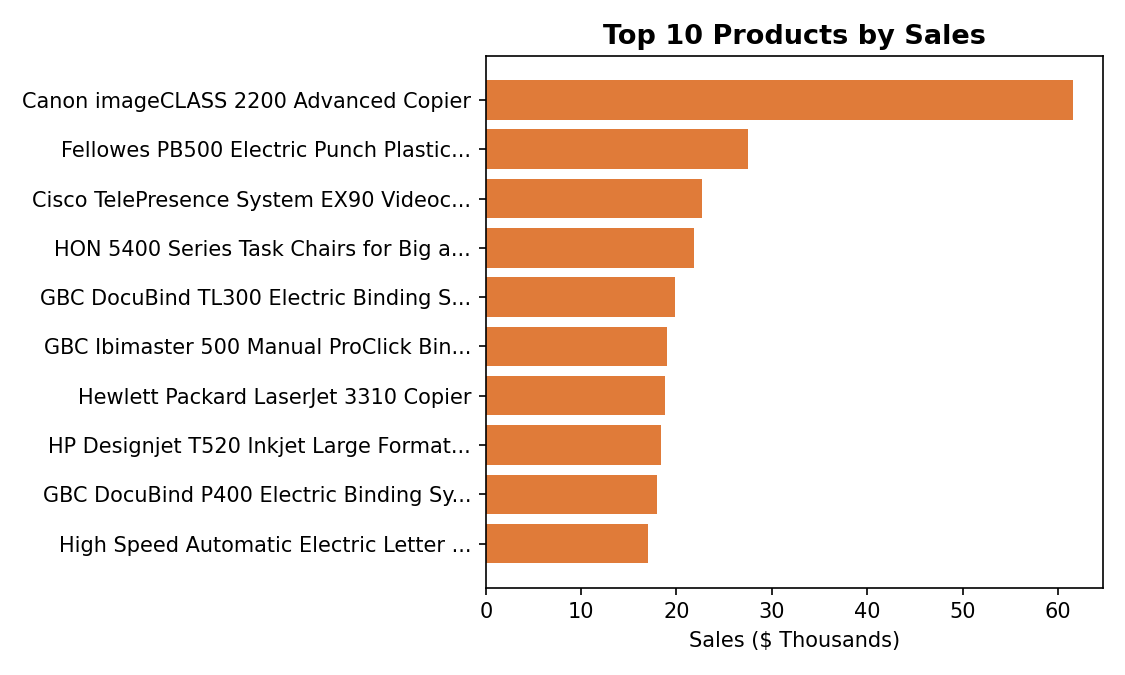 Top 10 Products by Sales
Canon imageCLASS 2200 Advanced Copier
Fellowes PB500 Electric Punch Plastic...
Cisco TelePresence System EX90 Videoc...
HON 5400 Series Task Chairs for Big a...
GBC DocuBind TL300 Electric Binding S...
GBC Ibimaster 500 Manual ProClick Bin...
Hewlett Packard LaserJet 3310 Copier
HP Designjet T520 Inkjet Large Format...
GBC DocuBind P400 Electric Binding Sy...
High Speed Automatic Electric Letter ...
0 10 20 30 40 50 60
Sales ($ Thousands)